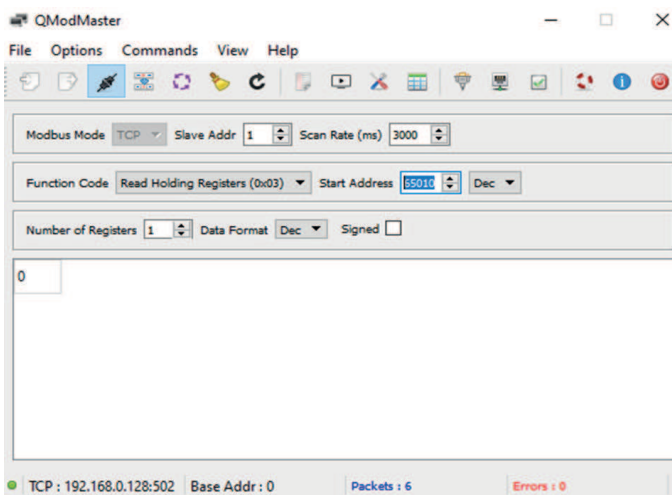 QModMaster
File Options Commands View Help
Modbus Mode TCP Slave Addr 1 Scan Rate (ms) 3000
Function Code Read Holding Registers (0x03) Start Address 65010 Dec
Number of Registers 1 Data Format Dec Signed
0
TCP : 192.168.0.128:502 Base Addr : 0 Packets : 6 Errors : 0